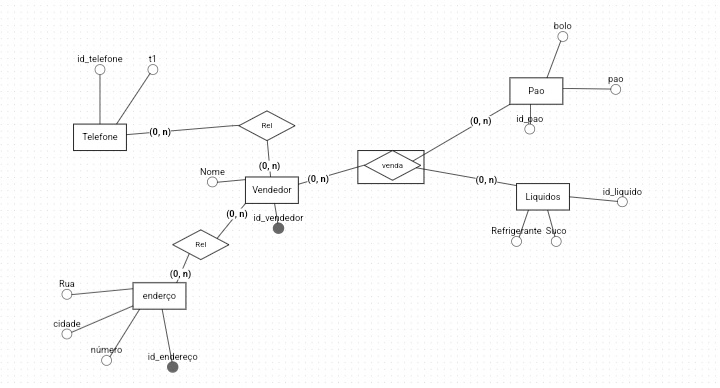 bolo
id_telefone
t1
pao
Pao
id_pao
(0, n)
Telefone
(0, n)
Rel
(0, n)
venda
Nome
Vendedor
(0, n)
(0, n)
id_liquido
Liquidos
(0, n)
id_vendedor
Refrigerante
Suco
Rel
(0, n)
Rua
enderço
cidade
número
id_endereço